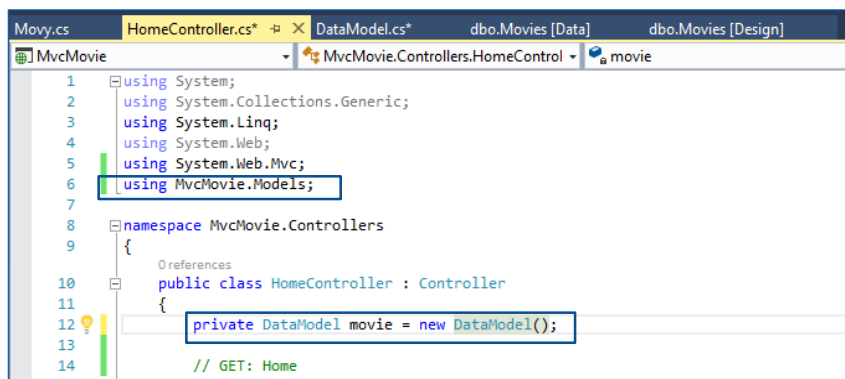 Movy.cs HomeController.cs* DataModel.cs* dbo.Movies [Data] dbo.Movies [Design]
MvcMovie MvcMovie.Controllers.HomeControl movie
1 using System;
2 using System.Collections.Generic;
3 using System.Linq;
4 using System.Web;
5 using System.Web.Mvc;
6 using MvcMovie.Models;
7
8 namespace MvcMovie.Controllers
9 {
0 references
10 public class HomeController : Controller
11 {
12 private DataModel movie = new DataModel();
13
14 // GET: Home